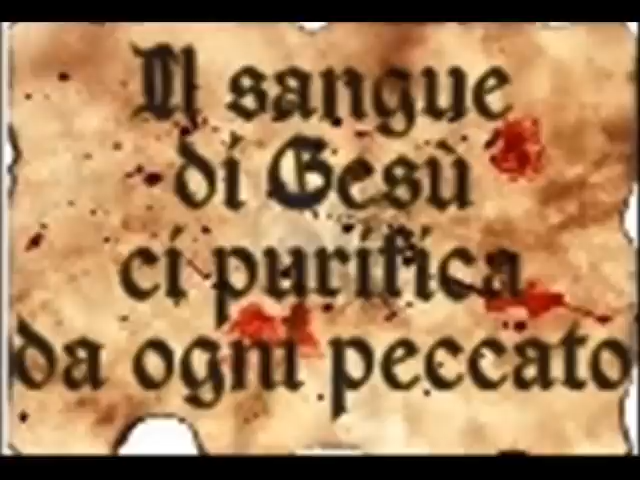 Il sangue
di Gesù
ci purifica
da ogni peccato